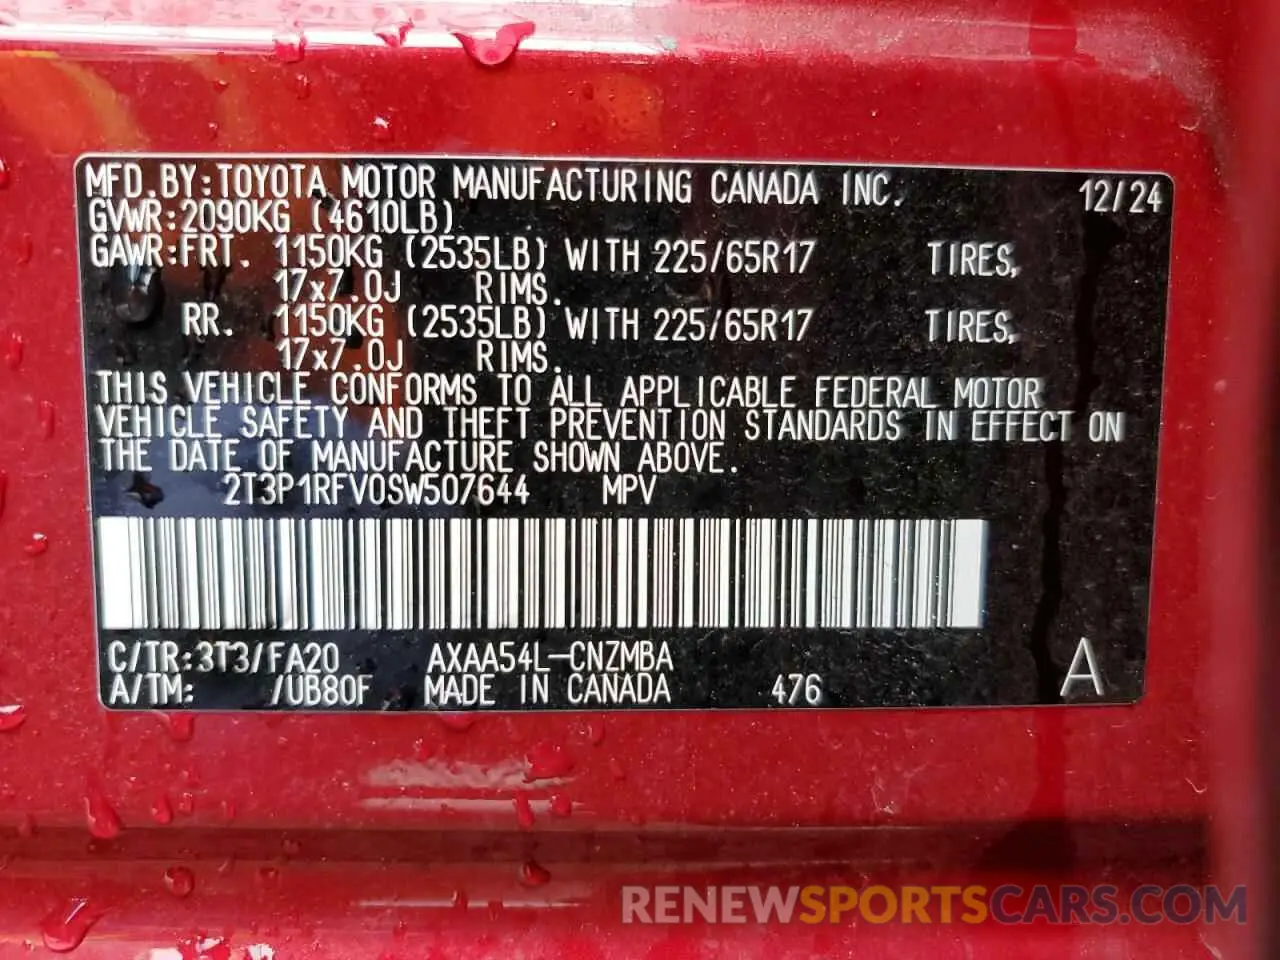 MFD.BY:TOYOTA MOTOR MANUFACTURING CANADA INC. 12/24
GVWR:2090KG (4610LB)
GAWR:FRT. 1150KG (2535LB) WITH 225/65R17 TIRES,
17x7.0J RIMS.
RR. 1150KG (2535LB) WITH 225/65R17 TIRES,
17x7.0J RIMS.
THIS VEHICLE CONFORMS TO ALL APPLICABLE FEDERAL MOTOR
VEHICLE SAFETY AND THEFT PREVENTION STANDARDS IN EFFECT ON
THE DATE OF MANUFACTURE SHOWN ABOVE.
2T3P1RFV0SW507644 MPV
C/TR:3T3/FA20 AXAA54L-CNZMBA A
A/TM: /UB80F MADE IN CANADA 476
RENEWSPORTSCARS.COM